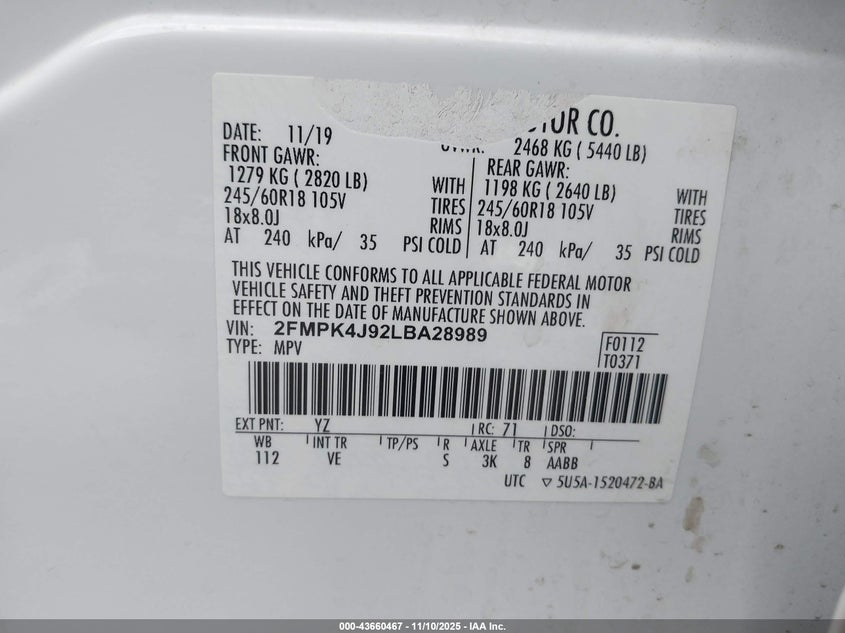 MOTOR CO.
DATE: 11/19
GVWR: 2468 KG ( 5440 LB)
FRONT GAWR:
1279 KG ( 2820 LB) WITH
245/60R18 105V TIRES
18x8.0J RIMS
AT 240 kPa/ 35 PSI COLD
REAR GAWR:
1198 KG ( 2640 LB) WITH
245/60R18 105V TIRES
18x8.0J RIMS
AT 240 kPa/ 35 PSI COLD
THIS VEHICLE CONFORMS TO ALL APPLICABLE FEDERAL MOTOR
VEHICLE SAFETY AND THEFT PREVENTION STANDARDS IN
EFFECT ON THE DATE OF MANUFACTURE SHOWN ABOVE.
VIN: 2FMPK4J92LBA28989
TYPE: MPV
F0112
T0371
EXT PNT: YZ RC: 71 DSO:
WB INT TR TP/PS R AXLE TR SPR
112 VE S 3K 8 AABB
UTC ▽ 5U5A-1520472-BA
000-43660467 - 11/10/2025 - IAA Inc.